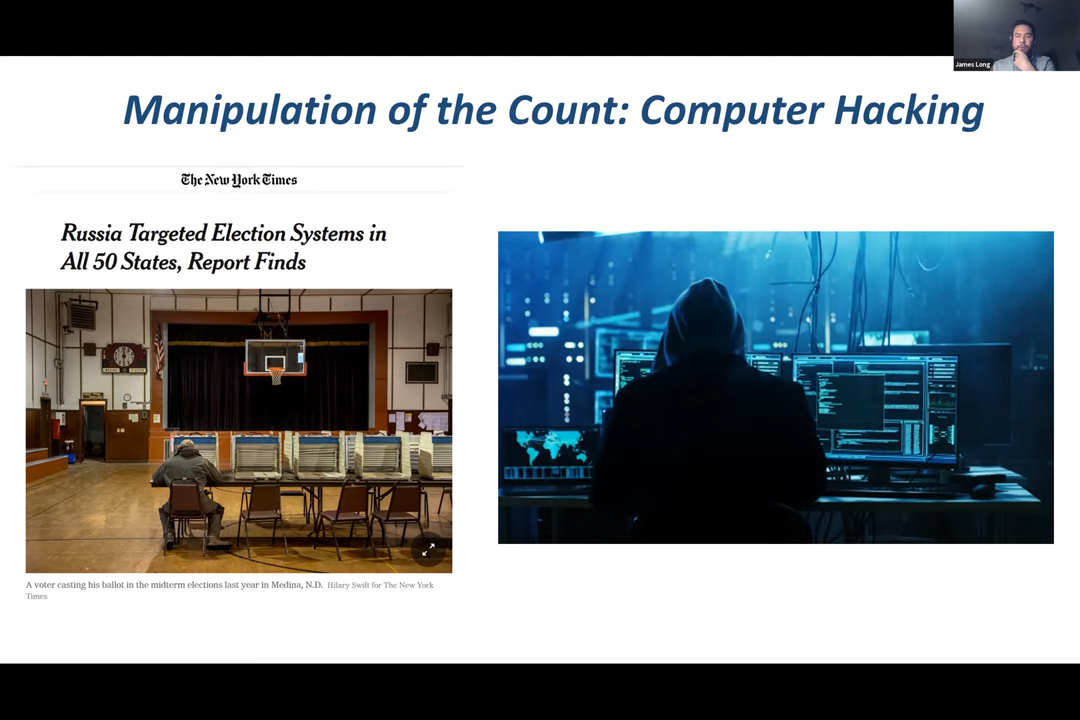 James Long
Manipulation of the Count: Computer Hacking
The New York Times
Russia Targeted Election Systems in
All 50 States, Report Finds
A voter casting his ballot in the midterm elections last year in Medina, N.D. Hilary Swift for The New York
Times